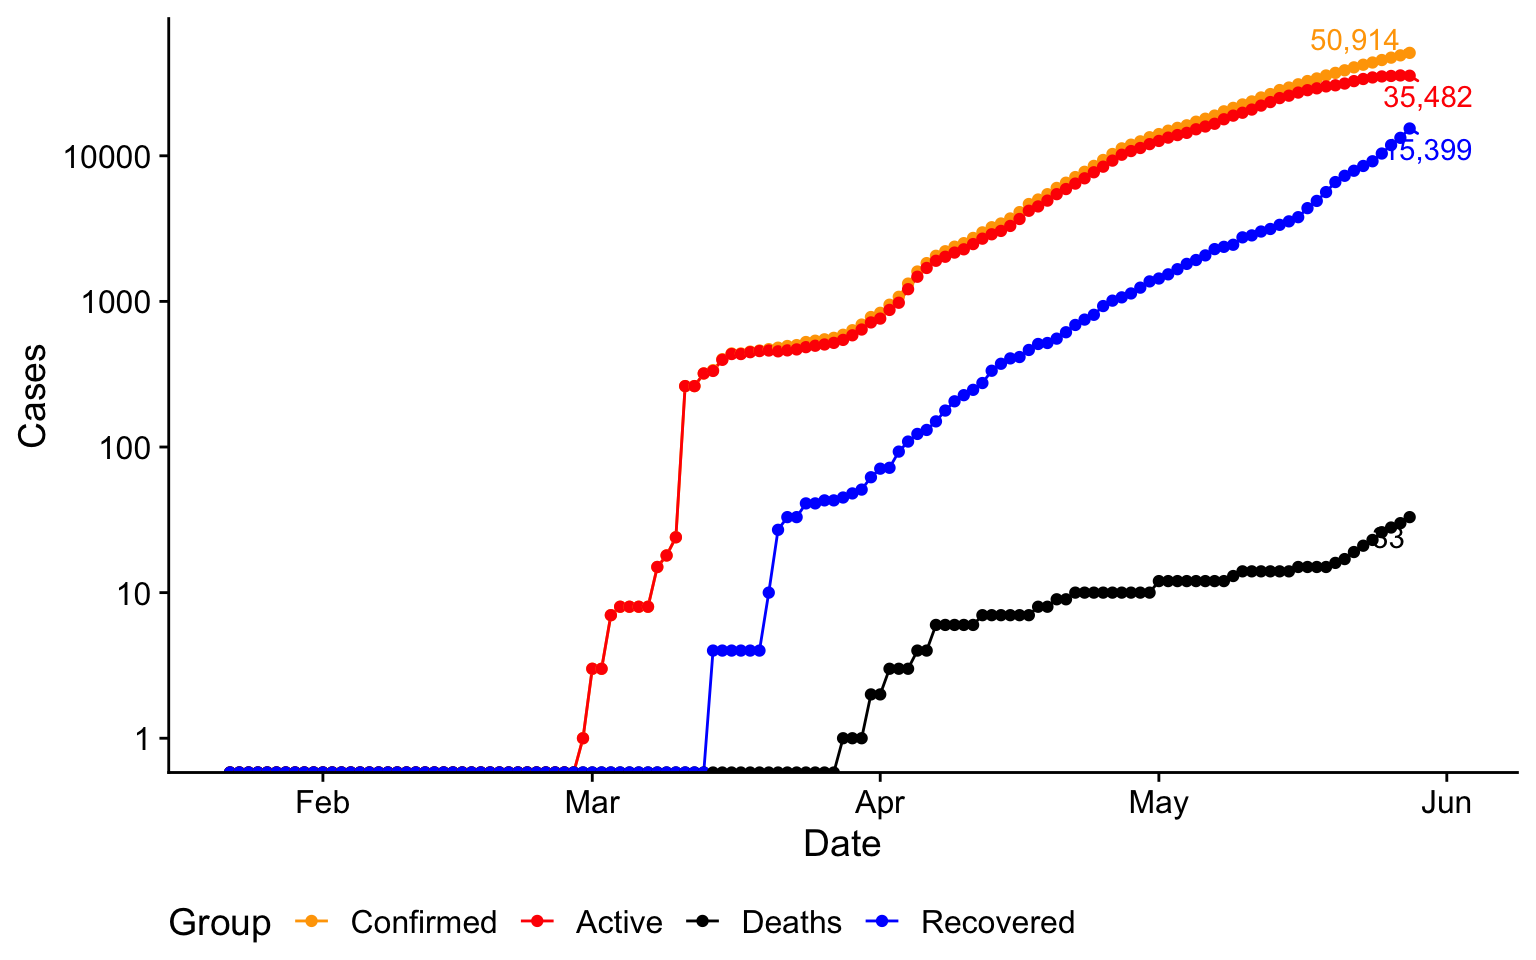 50,914
35,482
15,399
33
10000
1000
100
10
1
Cases
Feb Mar Apr May Jun
Date
Group Confirmed Active Deaths Recovered